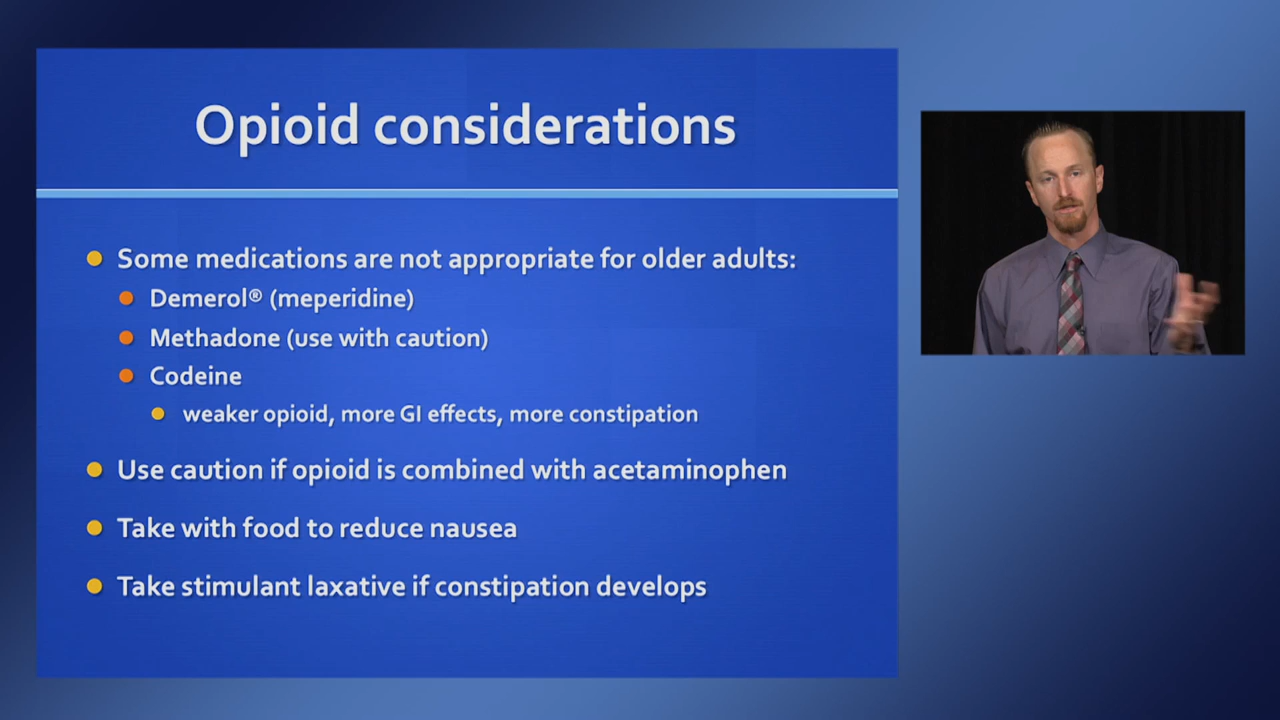 Opioid considerations
Some medications are not appropriate for older adults:
Demerol® (meperidine)
Methadone (use with caution)
Codeine
weaker opioid, more GI effects, more constipation
Use caution if opioid is combined with acetaminophen
Take with food to reduce nausea
Take stimulant laxative if constipation develops